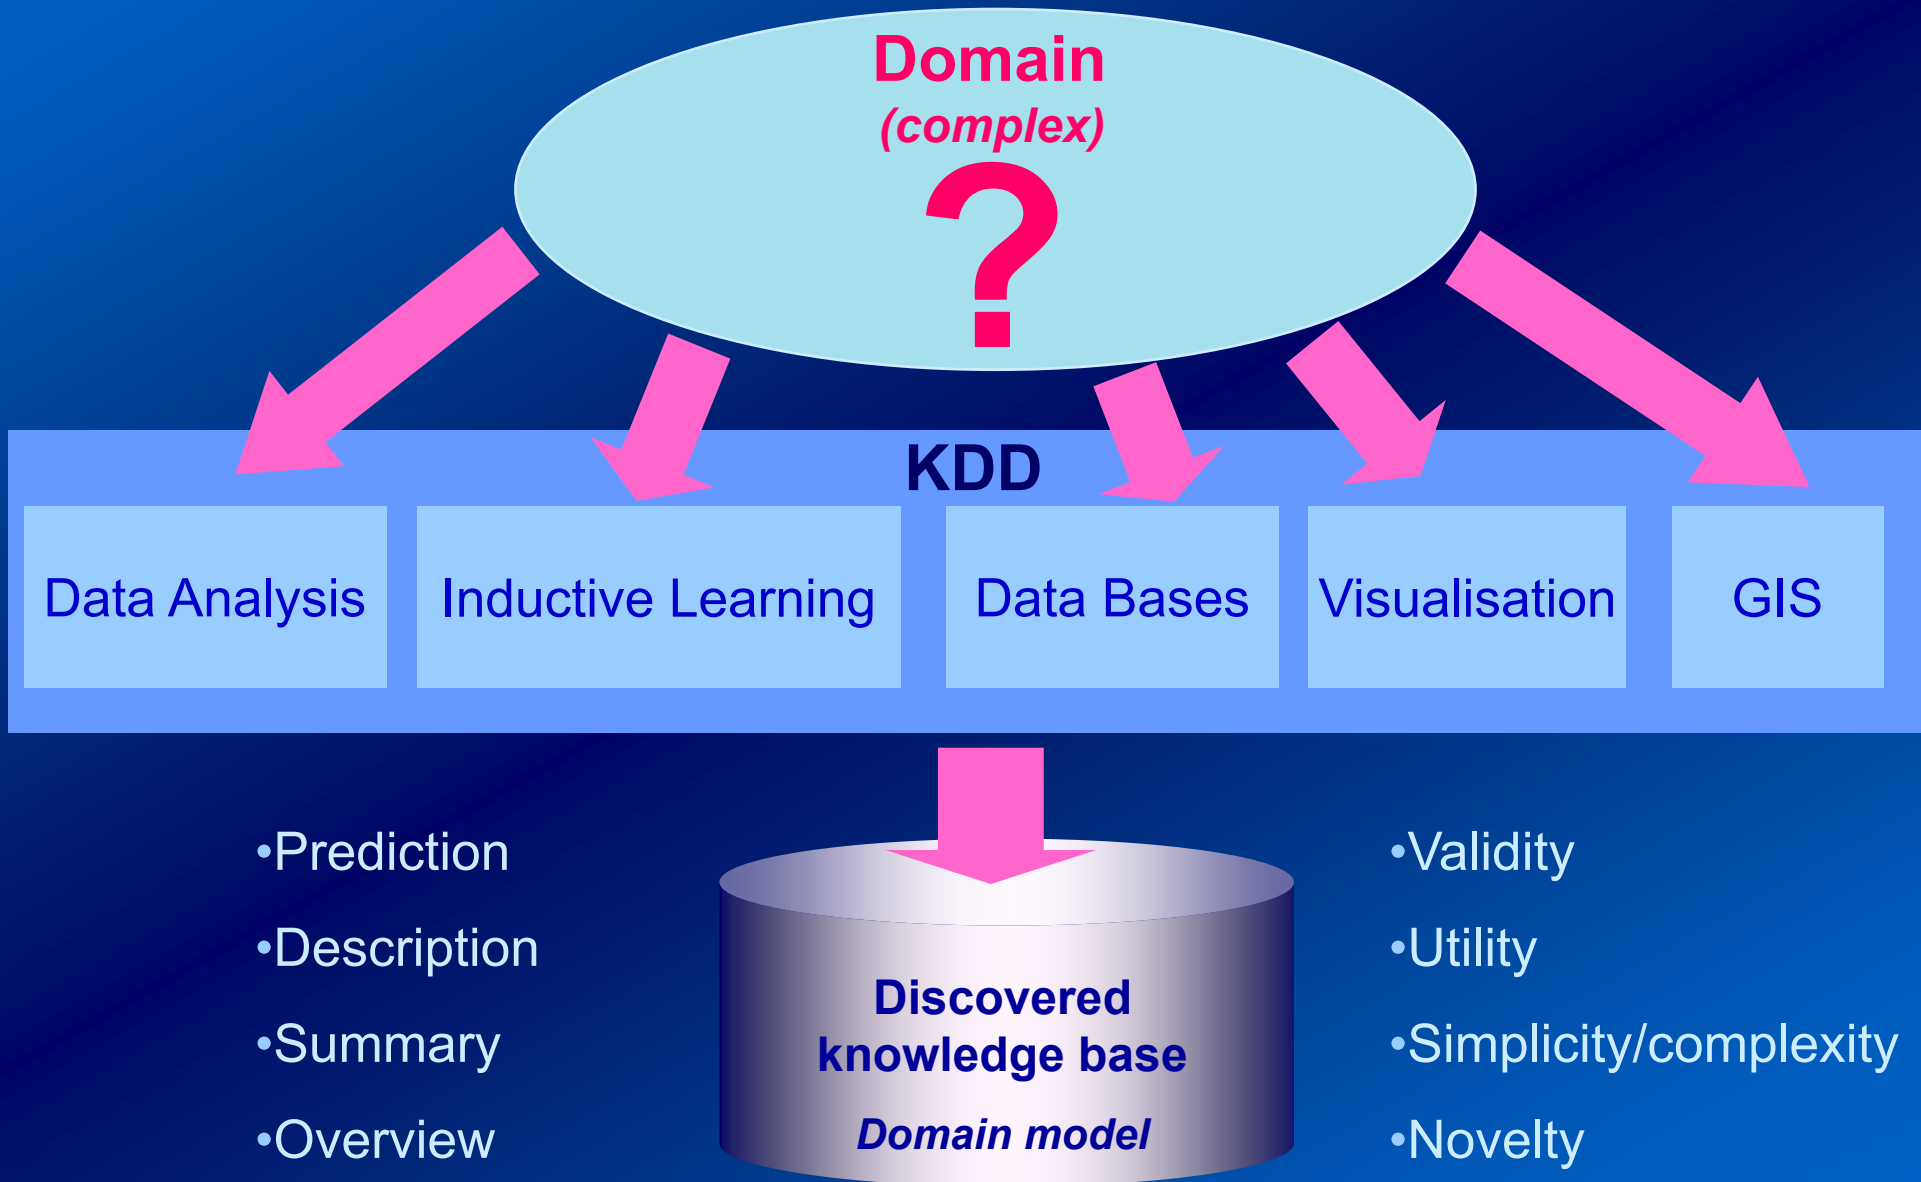 Domain
(complex)
?
KDD
Data Analysis
Inductive Learning
Data Bases
Visualisation
GIS
•Prediction
•Description
•Summary
•Overview
Discovered
knowledge base
Domain model
•Validity
•Utility
•Simplicity/complexity
•Novelty